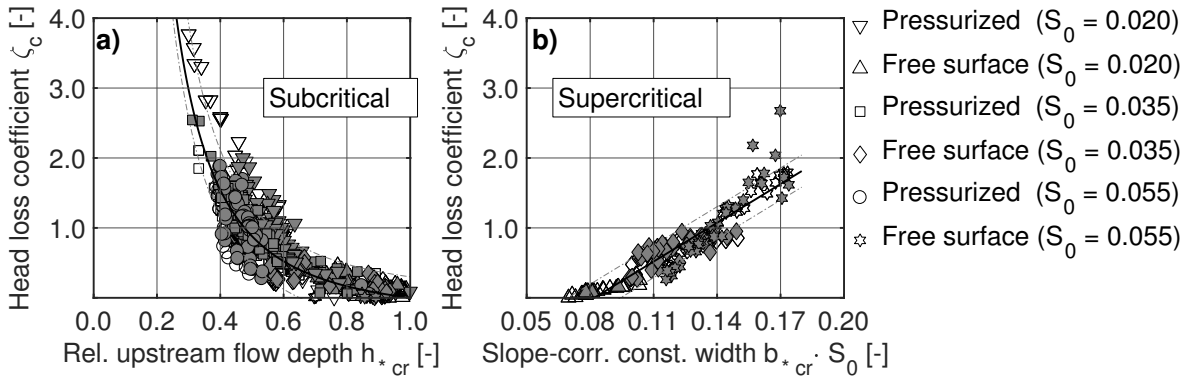 a)
Subcritical
Head loss coefficient ζc [-]
4.0
3.0
2.0
1.0
0.0 0.2 0.4 0.6 0.8 1.0
Rel. upstream flow depth h* cr [-]
b)
Supercritical
Head loss coefficient ζc [-]
4.0
3.0
2.0
1.0
0.05 0.08 0.11 0.14 0.17 0.20
Slope-corr. const. width b* cr · S0 [-]
Pressurized (S0 = 0.020)
Free surface (S0 = 0.020)
Pressurized (S0 = 0.035)
Free surface (S0 = 0.035)
Pressurized (S0 = 0.055)
Free surface (S0 = 0.055)